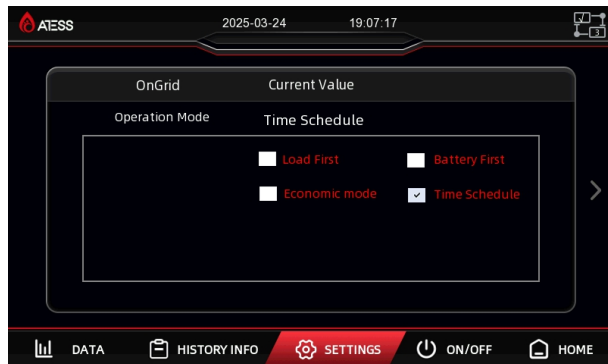 ATESS 2025-03-24 19:07:17
3
OnGrid Current Value
Operation Mode Time Schedule
Load First Battery First
Economic mode Time Schedule
DATA HISTORY INFO SETTINGS ON/OFF HOME